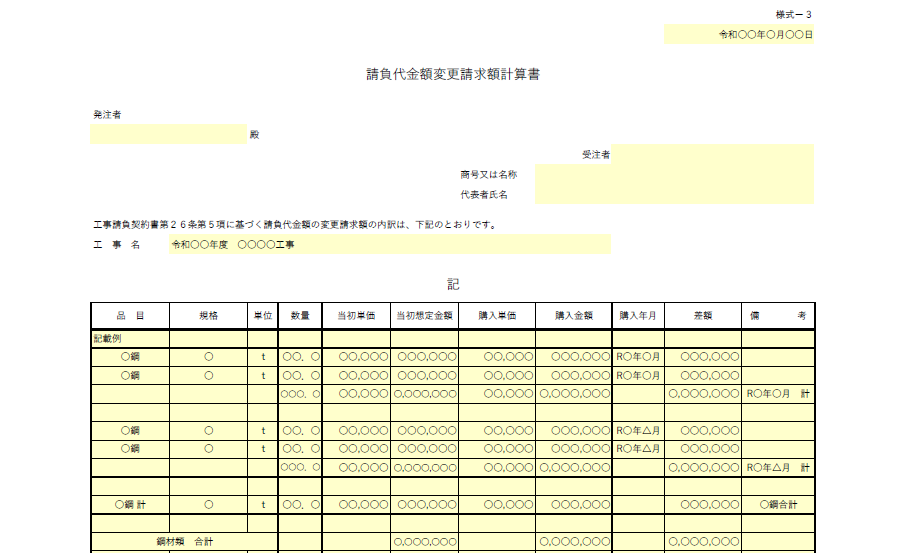 様式－３
令和〇〇年〇月〇〇日
請負代金額変更請求額計算書
発注者
殿
受注者
商号又は名称
代表者氏名
工事請負契約書第２６条第５項に基づく請負代金額の変更請求額の内訳は、下記のとおりです。
工　事　名　令和〇〇年度　〇〇〇〇工事
記
品　目　規格　単位　数量　当初単価　当初想定金額　購入単価　購入金額　購入年月　差額　備　　　考
記載例
〇鋼　〇　ｔ　〇〇．〇　〇〇,〇〇〇　〇〇〇,〇〇〇　〇〇,〇〇〇　〇〇〇,〇〇〇　R〇年〇月　〇〇〇,〇〇〇
〇鋼　〇　ｔ　〇〇．〇　〇〇,〇〇〇　〇〇〇,〇〇〇　〇〇,〇〇〇　〇〇〇,〇〇〇　R〇年〇月　〇〇〇,〇〇〇
〇〇〇．〇　〇〇,〇〇〇　〇,〇〇〇,〇〇〇　〇〇,〇〇〇　〇,〇〇〇,〇〇〇　〇,〇〇〇,〇〇〇　R〇年〇月　計
〇鋼　〇　ｔ　〇〇．〇　〇〇,〇〇〇　〇〇〇,〇〇〇　〇〇,〇〇〇　〇〇〇,〇〇〇　R〇年△月　〇〇〇,〇〇〇
〇鋼　〇　ｔ　〇〇．〇　〇〇,〇〇〇　〇〇〇,〇〇〇　〇〇,〇〇〇　〇〇〇,〇〇〇　R〇年△月　〇〇〇,〇〇〇
〇〇〇．〇　〇〇,〇〇〇　〇,〇〇〇,〇〇〇　〇〇,〇〇〇　〇,〇〇〇,〇〇〇　〇,〇〇〇,〇〇〇　R〇年△月　計
〇鋼 計　〇　ｔ　〇〇．〇　〇〇,〇〇〇　〇〇〇,〇〇〇　〇〇,〇〇〇　〇〇〇,〇〇〇　〇〇〇,〇〇〇　〇鋼合計
鋼材類　合計　〇,〇〇〇,〇〇〇　〇,〇〇〇,〇〇〇　〇,〇〇〇,〇〇〇